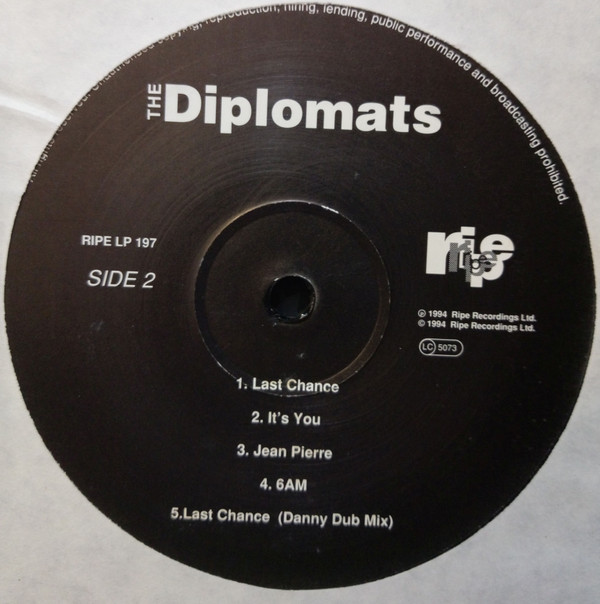 reproduction, hiring, lending, public performance and broadcasting prohibited.
THE Diplomats
RIPE LP 197
SIDE 2
ripe
ripe
℗ 1994 Ripe Recordings Ltd.
© 1994 Ripe Recordings Ltd.
LC 5073
1. Last Chance
2. It's You
3. Jean Pierre
4. 6AM
5.Last Chance (Danny Dub Mix)